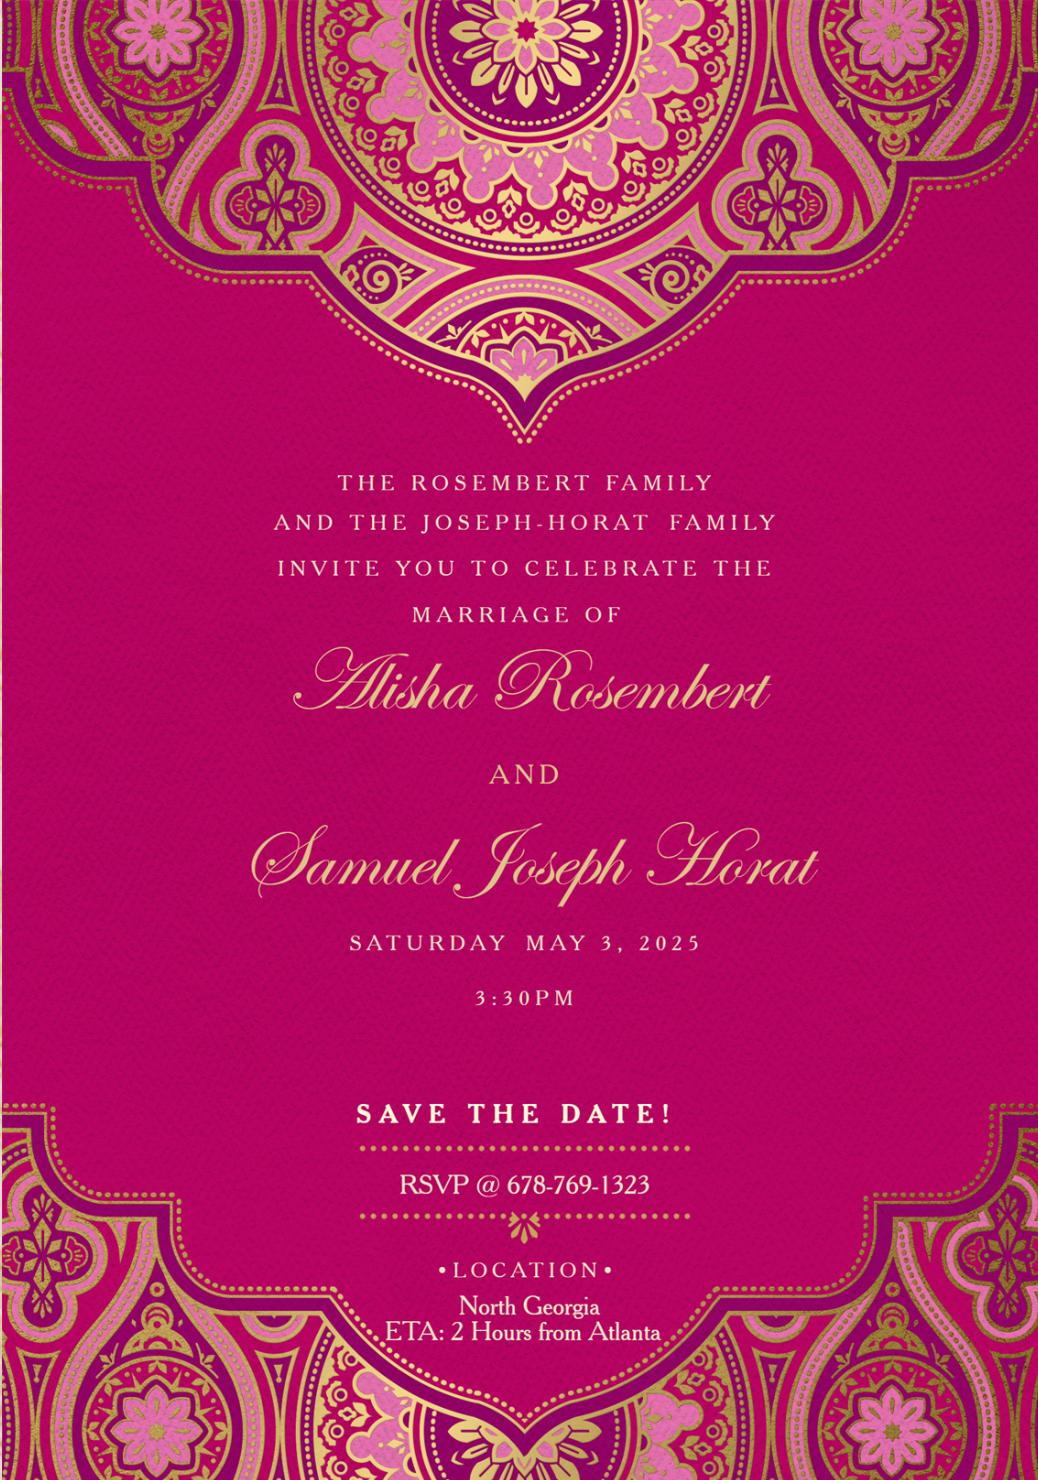 THE ROSEMBERT FAMILY
AND THE JOSEPH-HORAT FAMILY
INVITE YOU TO CELEBRATE THE
MARRIAGE OF
Alisha Rosembert
AND
Samuel Joseph Horat
SATURDAY MAY 3, 2025
3:30PM
SAVE THE DATE!
RSVP @ 678-769-1323
•LOCATION•
North Georgia
ETA: 2 Hours from Atlanta